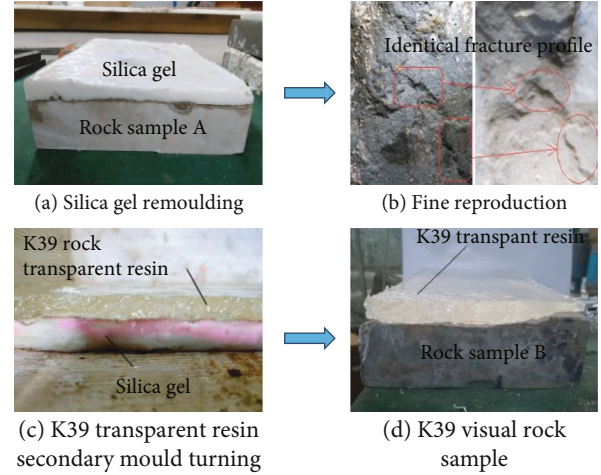 Silica gel
Rock sample A
(a) Silica gel remoulding
Identical fracture profile
(b) Fine reproduction
K39 rock
transparent resin
Silica gel
(c) K39 transparent resin
secondary mould turning
K39 transpant resin
Rock sample B
(d) K39 visual rock
sample